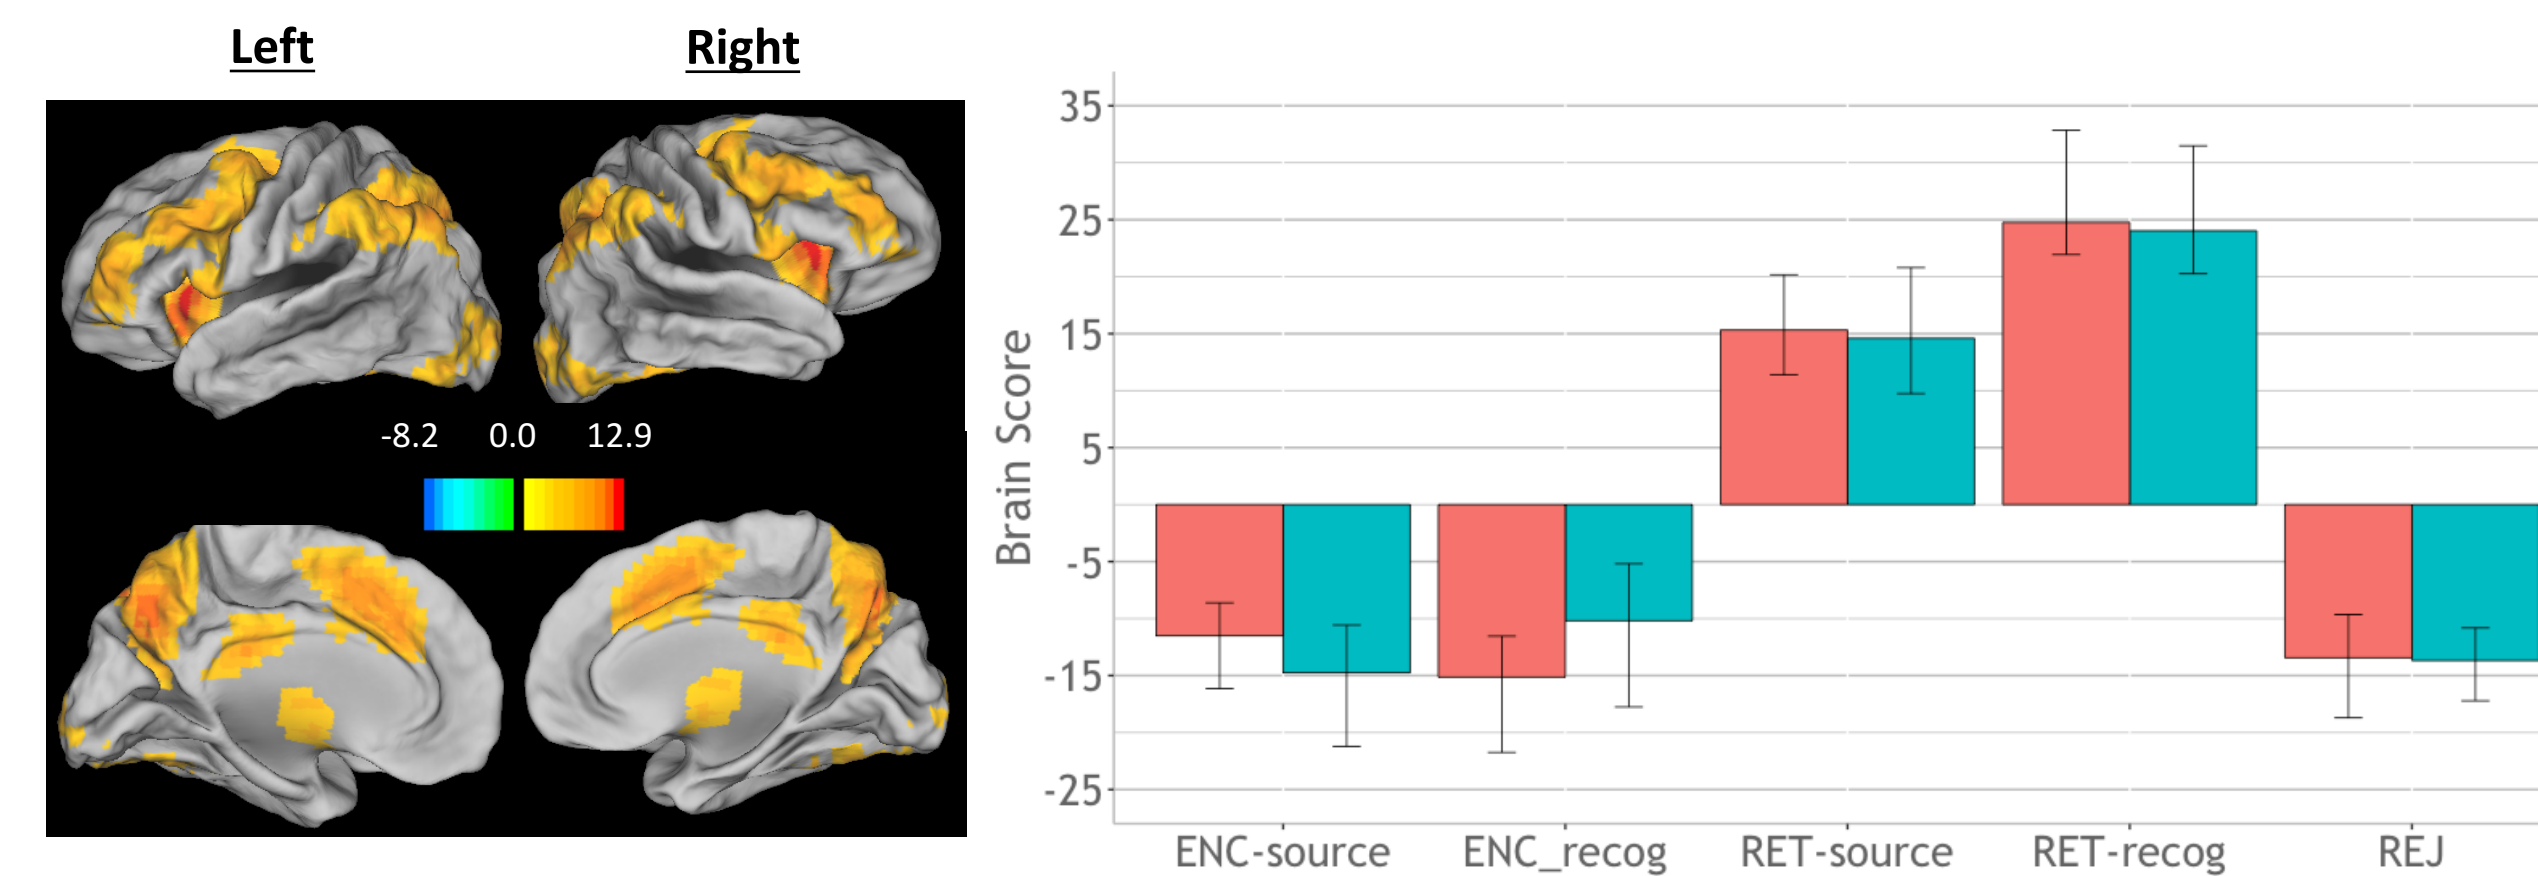 Left
Right
-8.2 0.0 12.9
Brain Score
35
25
15
5
-5
-15
-25
ENC-source
ENC_recog
RET-source
RET-recog
REJ